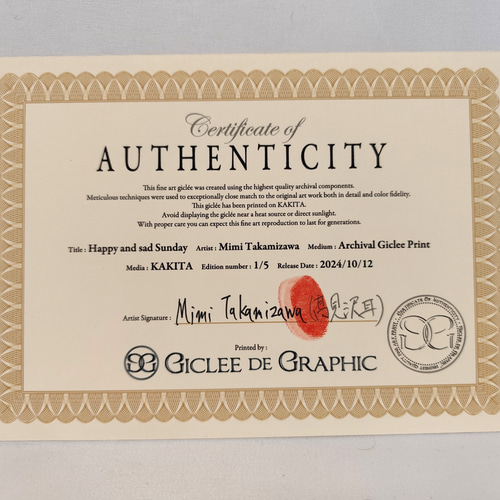 Certificate of
AUTHENTICITY
This fine art giclée was created using the highest quality archival components.
Meticulous techniques were used to exceptionally close match to the original art work both in detail and color fidelity.
This giclée has been printed on KAKITA.
Avoid displaying the giclée near a heat source or direct sunlight.
With proper care you can expect this fine art reproduction to last for generations.
Title : Happy and sad Sunday Artist : Mimi Takamizawa Medium : Archival Giclee Print
Media : KAKITA Edition number : 1/5 Release Date : 2024/10/12
Artist Signature : Mimi Takamizawa (高見沢耳)
Printed by :
GICLEE DE GRAPHIC